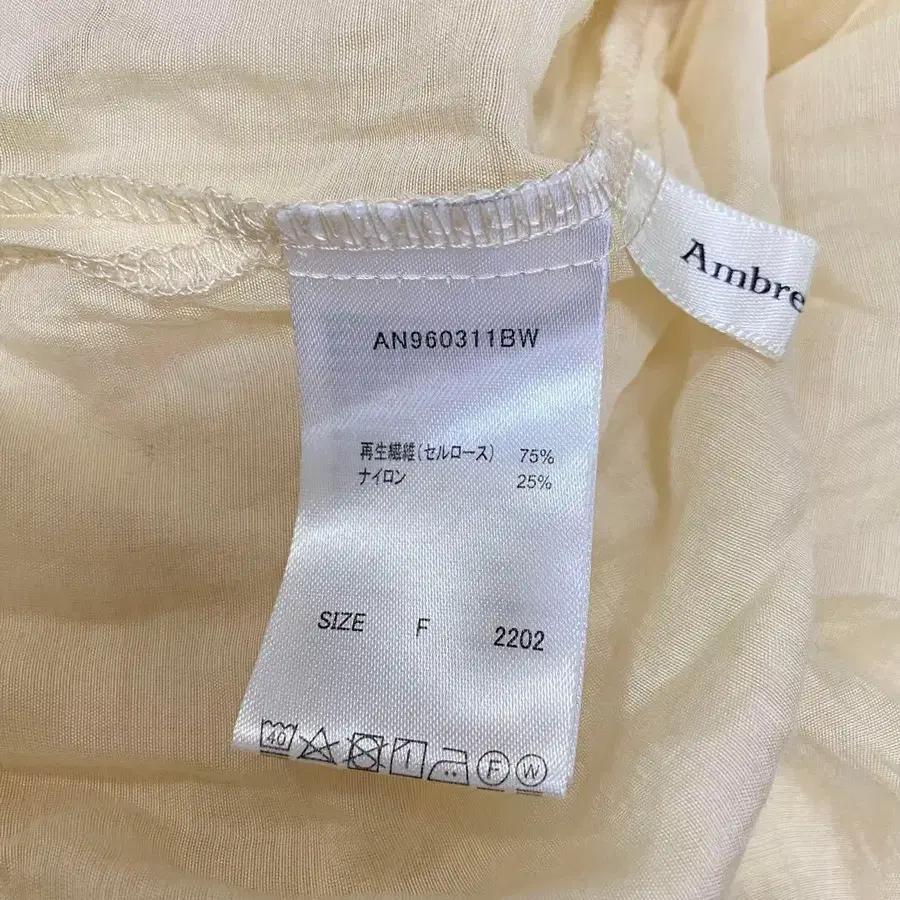 Ambre
AN960311BW
再生繊維(セルロース) 75%
ナイロン 25%
SIZE F 2202
40 F W